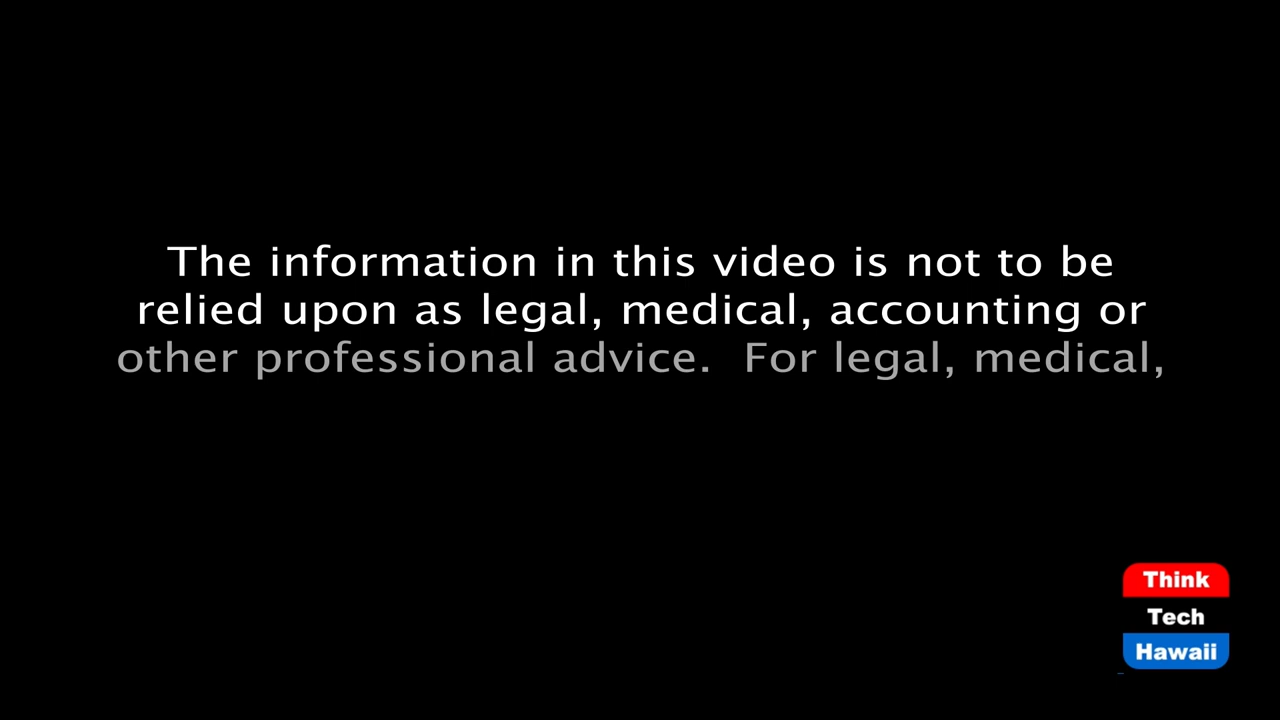 The information in this video is not to be
relied upon as legal, medical, accounting or
other professional advice.  For legal, medical,
Think
Tech
Hawaii